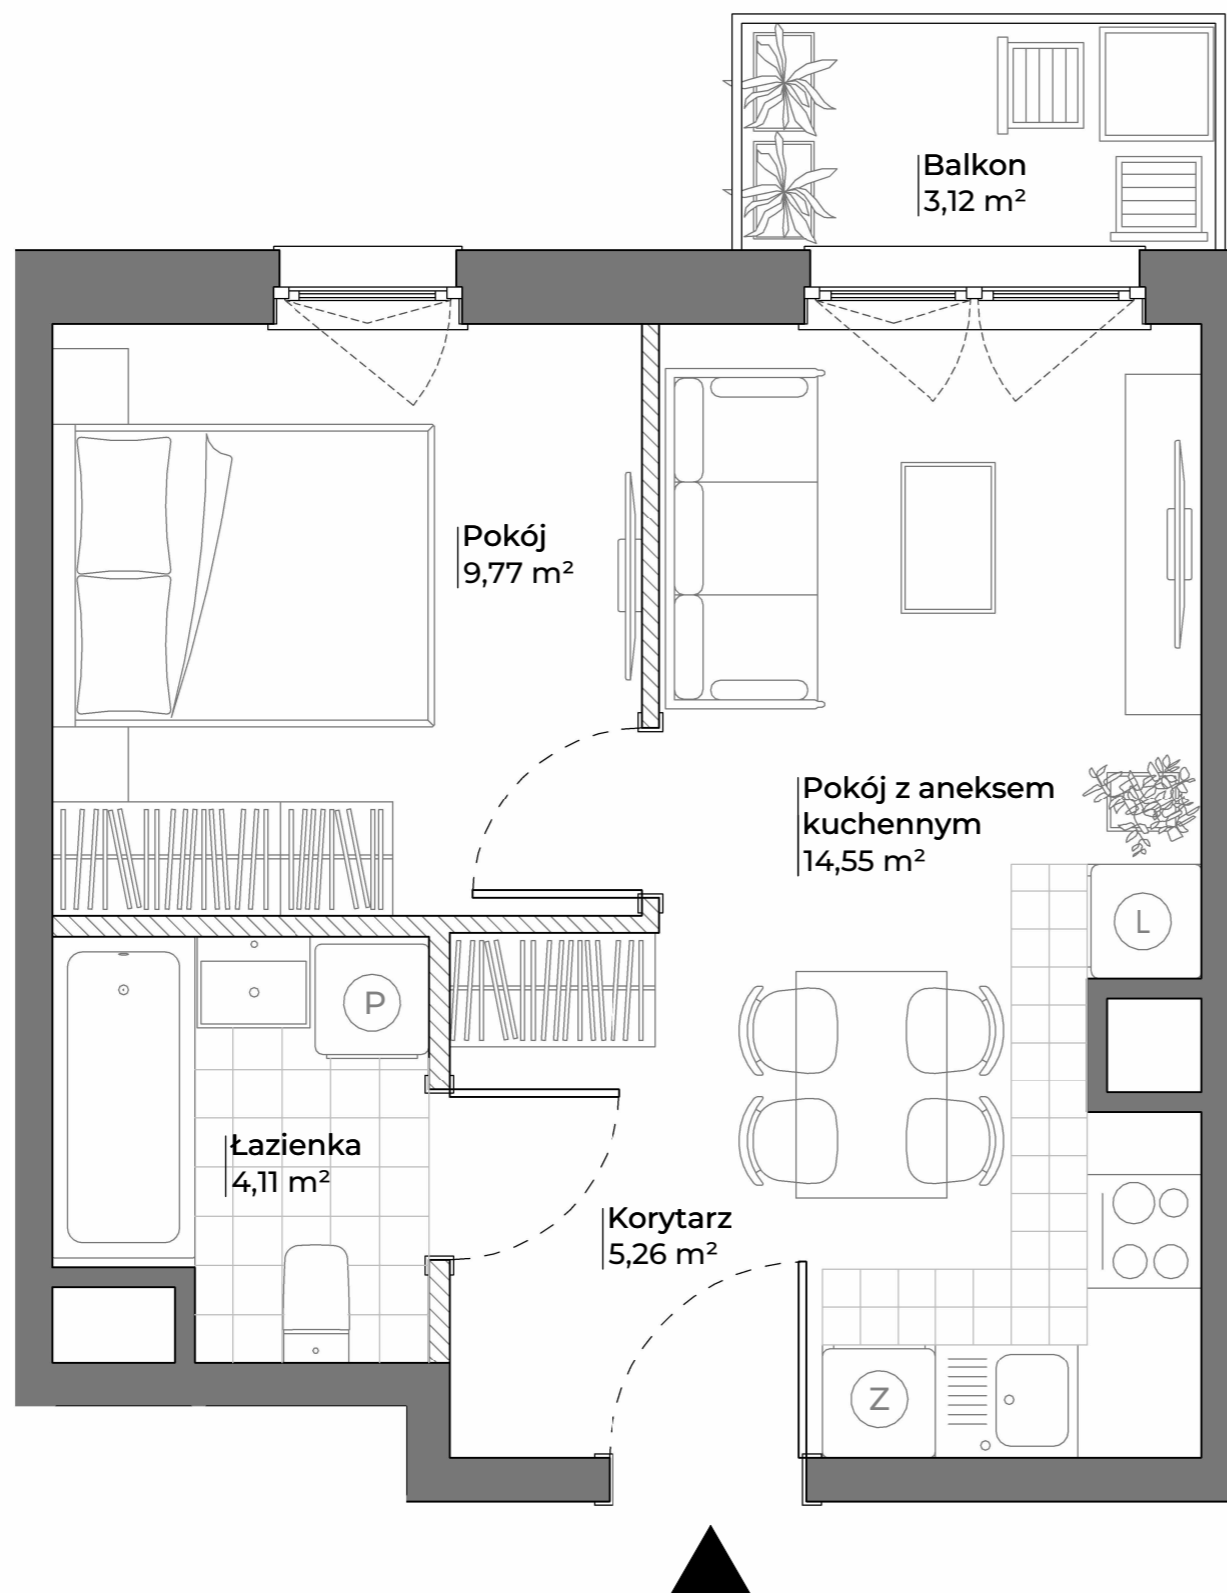 Balkon
3,12 m²
Pokój
9,77 m²
Pokój z aneksem
kuchennym
14,55 m²
L
P
Łazienka
4,11 m²
Korytarz
5,26 m²
Z